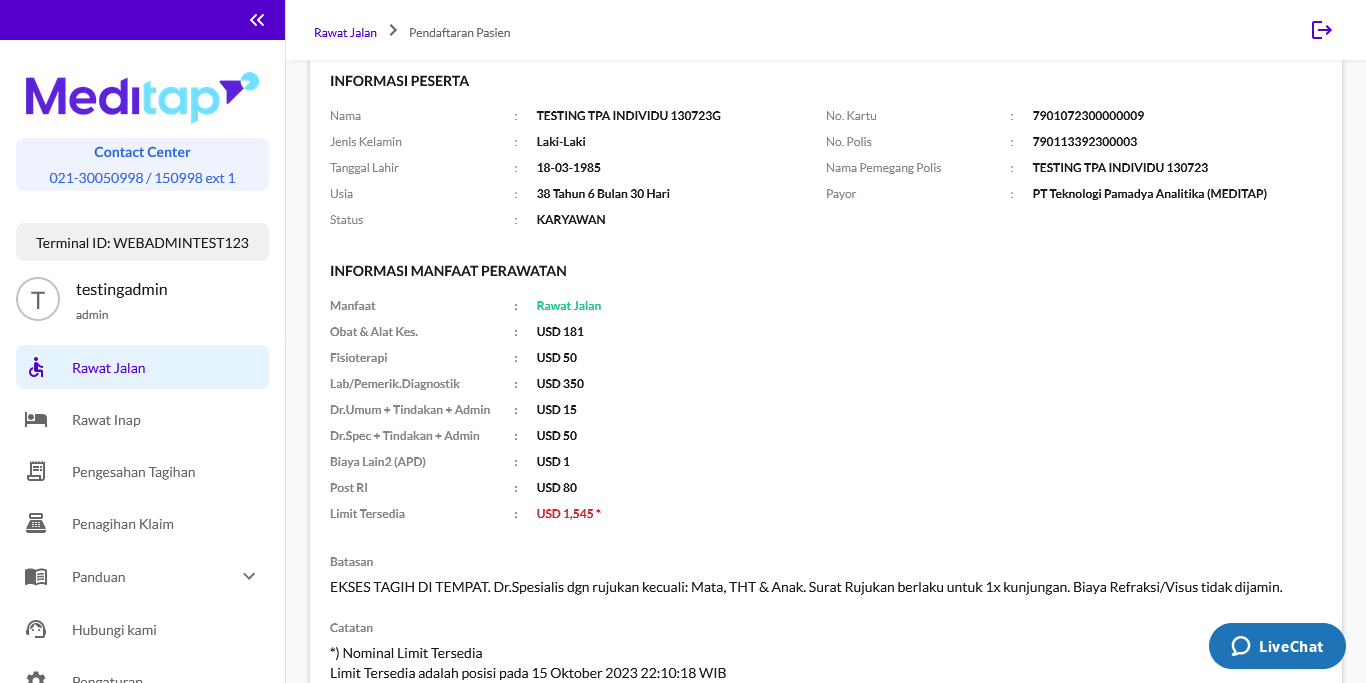 Rawat Jalan > Pendaftaran Pasien
Meditap
Contact Center
021-30050998 / 150998 ext 1
Terminal ID: WEBADMINTEST123
T
testingadmin
admin
Rawat Jalan
Rawat Inap
Pengesahan Tagihan
Penagihan Klaim
Panduan
Hubungi kami
Pengaturan
INFORMASI PESERTA
Nama : TESTING TPA INDIVIDU 130723G No. Kartu : 7901072300000009
Jenis Kelamin : Laki-Laki No. Polis : 790113392300003
Tanggal Lahir : 18-03-1985 Nama Pemegang Polis : TESTING TPA INDIVIDU 130723
Usia : 38 Tahun 6 Bulan 30 Hari Payor : PT Teknologi Pamadya Analitika (MEDITAP)
Status : KARYAWAN
INFORMASI MANFAAT PERAWATAN
Manfaat : Rawat Jalan
Obat & Alat Kes. : USD 181
Fisioterapi : USD 50
Lab/Pemerik.Diagnostik : USD 350
Dr.Umum + Tindakan + Admin : USD 15
Dr.Spec + Tindakan + Admin : USD 50
Biaya Lain2 (APD) : USD 1
Post RI : USD 80
Limit Tersedia : USD 1,545 *
Batasan
EKSES TAGIH DI TEMPAT. Dr.Spesialis dgn rujukan kecuali: Mata, THT & Anak. Surat Rujukan berlaku untuk 1x kunjungan. Biaya Refraksi/Visus tidak dijamin.
Catatan
*) Nominal Limit Tersedia
Limit Tersedia adalah posisi pada 15 Oktober 2023 22:10:18 WIB
LiveChat